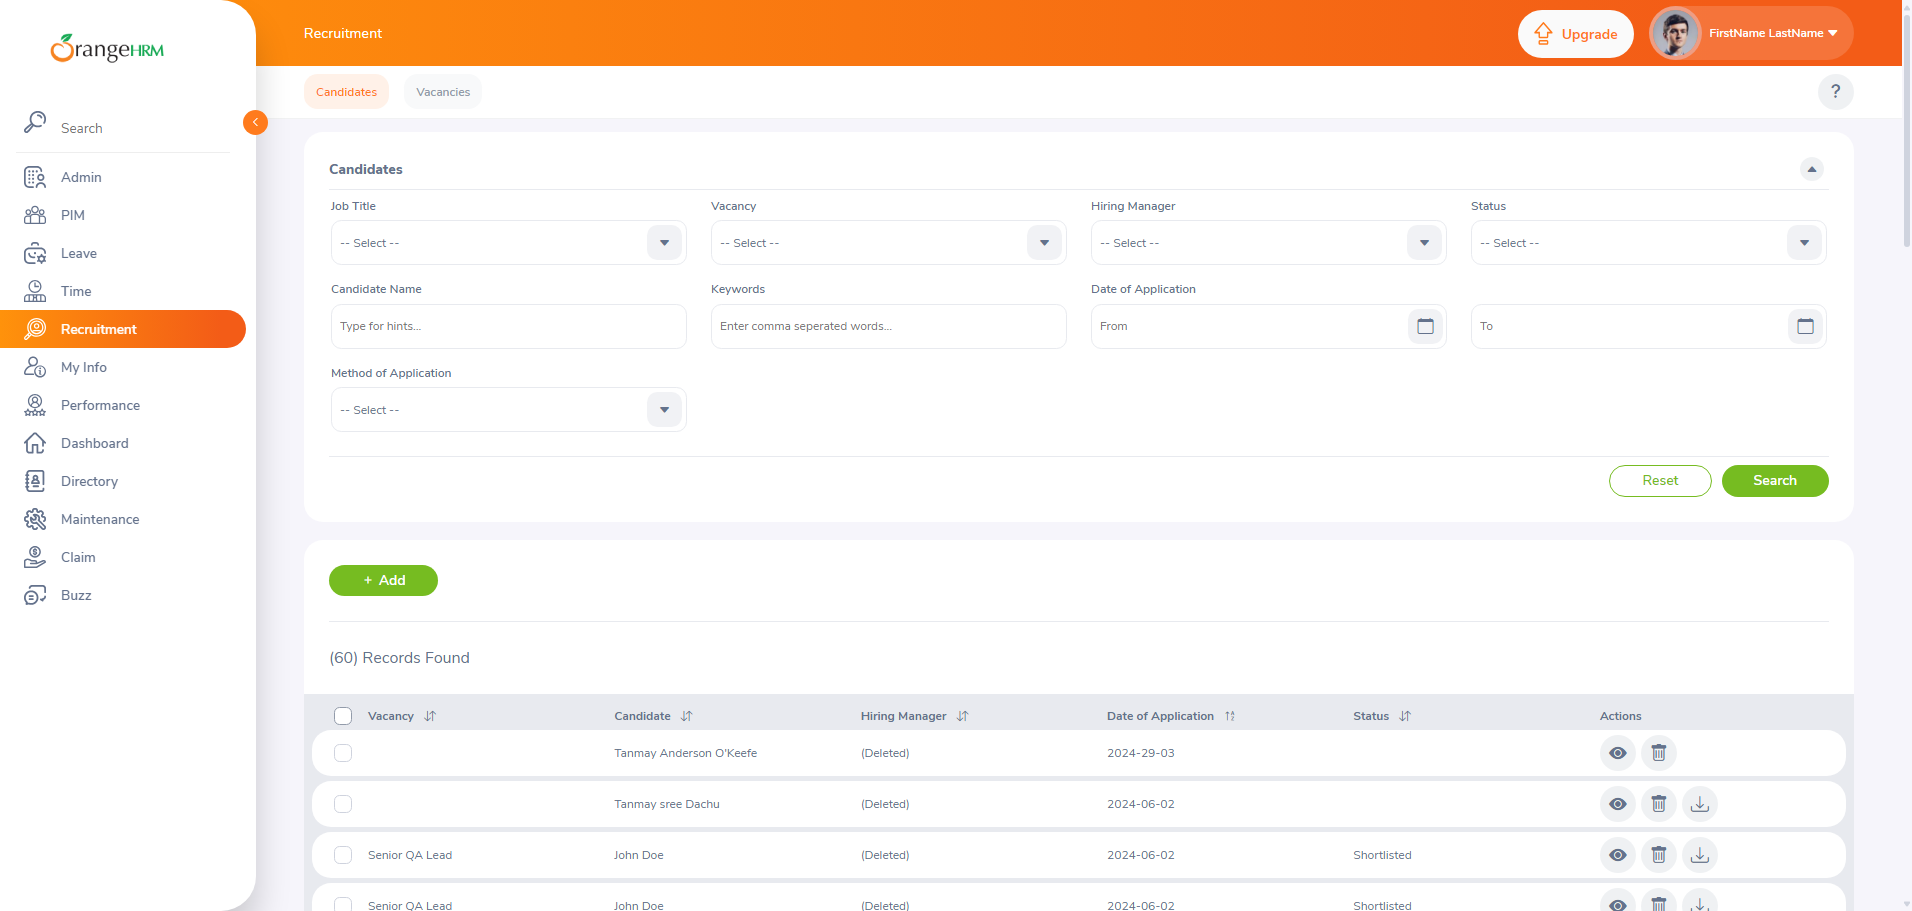 OrangeHRM
Recruitment
Upgrade
FirstName LastName
Search
Candidates
Vacancies
?
Admin
PIM
Leave
Time
Recruitment
My Info
Performance
Dashboard
Directory
Maintenance
Claim
Buzz
Candidates
Job Title
Vacancy
Hiring Manager
Status
-- Select --
-- Select --
-- Select --
-- Select --
Candidate Name
Keywords
Date of Application
Type for hints...
Enter comma seperated words...
From
To
Method of Application
-- Select --
Reset
Search
+ Add
(60) Records Found
Vacancy Candidate Hiring Manager Date of Application Status Actions
Tanmay Anderson O'Keefe (Deleted) 2024-29-03
Tanmay sree Dachu (Deleted) 2024-06-02
Senior QA Lead John Doe (Deleted) 2024-06-02 Shortlisted
Senior QA Lead John Doe (Deleted) 2024-06-02 Shortlisted